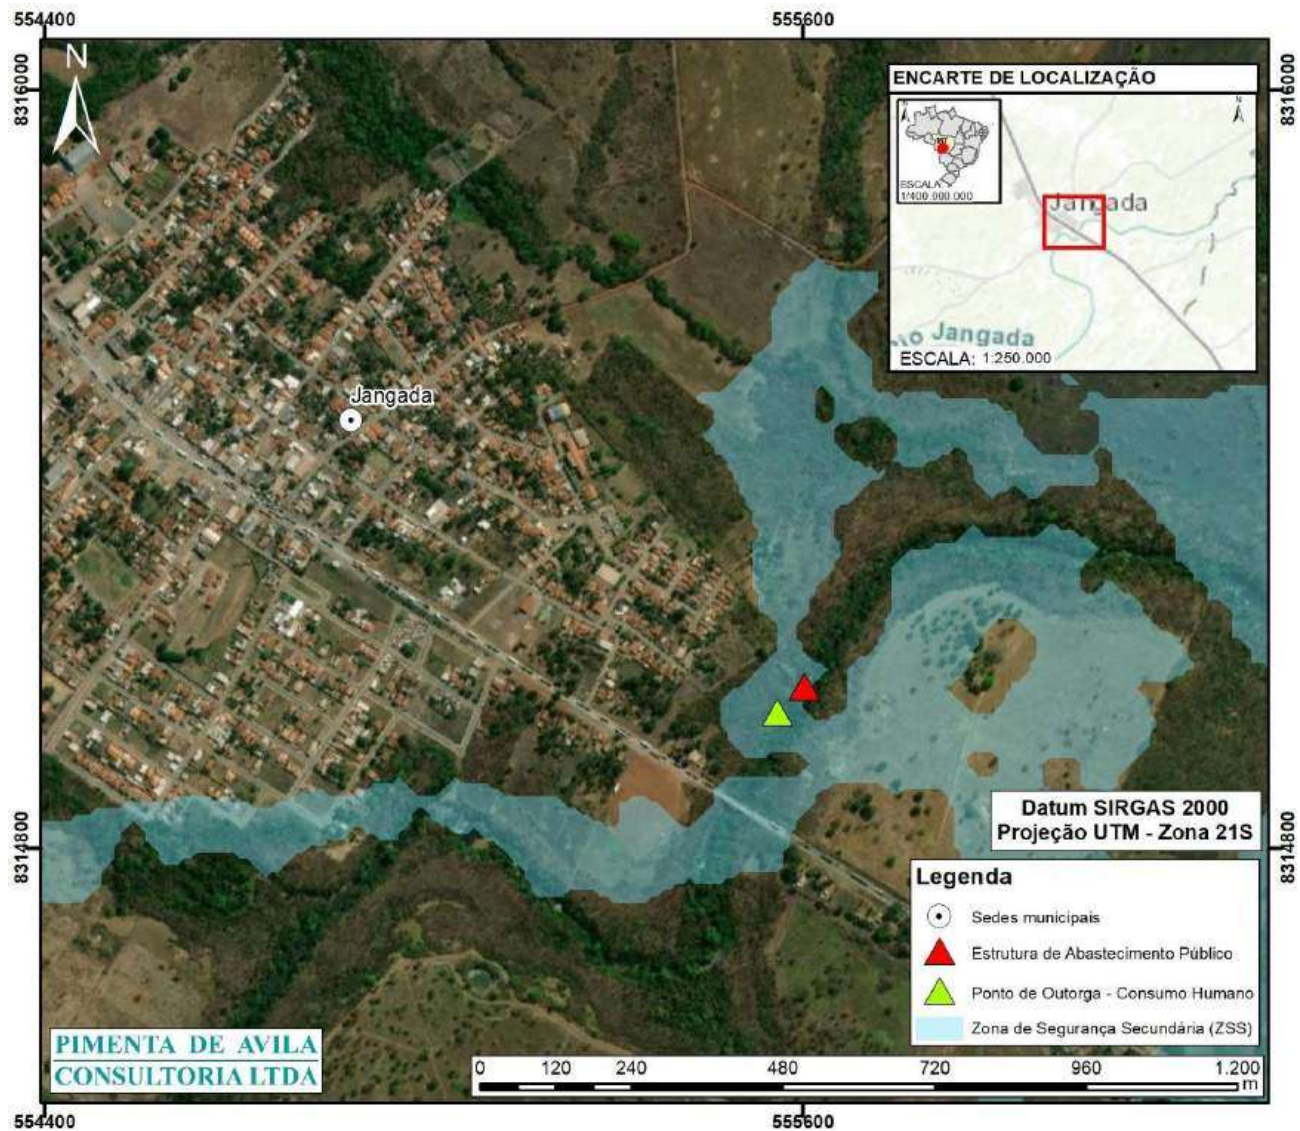 554400
555600
8316000
8316000
N
ENCARTE DE LOCALIZAÇÃO
N
N
MT
ESCALA
1/400.000.000
Jangada
Jangada
ESCALA: 1:250.000
Jangada
Datum SIRGAS 2000
Projeção UTM - Zona 21S
8314800
8314800
Legenda
Sedes municipais
Estrutura de Abastecimento Público
Ponto de Outorga - Consumo Humano
Zona de Segurança Secundária (ZSS)
PIMENTA DE AVILA
CONSULTORIA LTDA
0 120 240 480 720 960 1.200
m
554400
555600